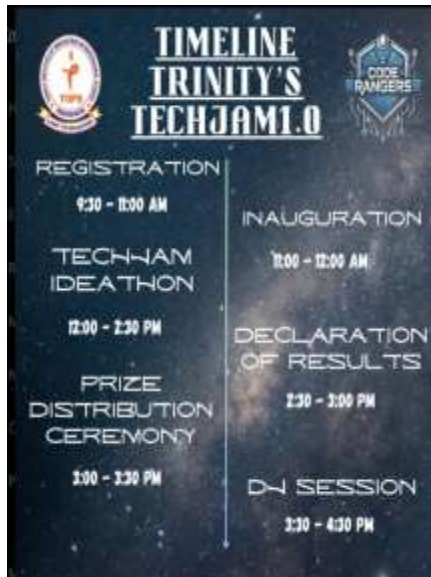 TIMELINE
TRINITY'S
TECHJAM1.0
CODE
RANGERS
REGISTRATION
9:30 - 11:00 AM
INAUGURATION
11:00 - 12:00 AM
TECH-JAM
IDEATHON
12:00 - 2:30 PM
DECLARATION
OF RESULTS
2:30 - 3:00 PM
PRIZE
DISTRIBUTION
CEREMONY
3:00 - 3:30 PM
DJ SESSION
3:30 - 4:30 PM